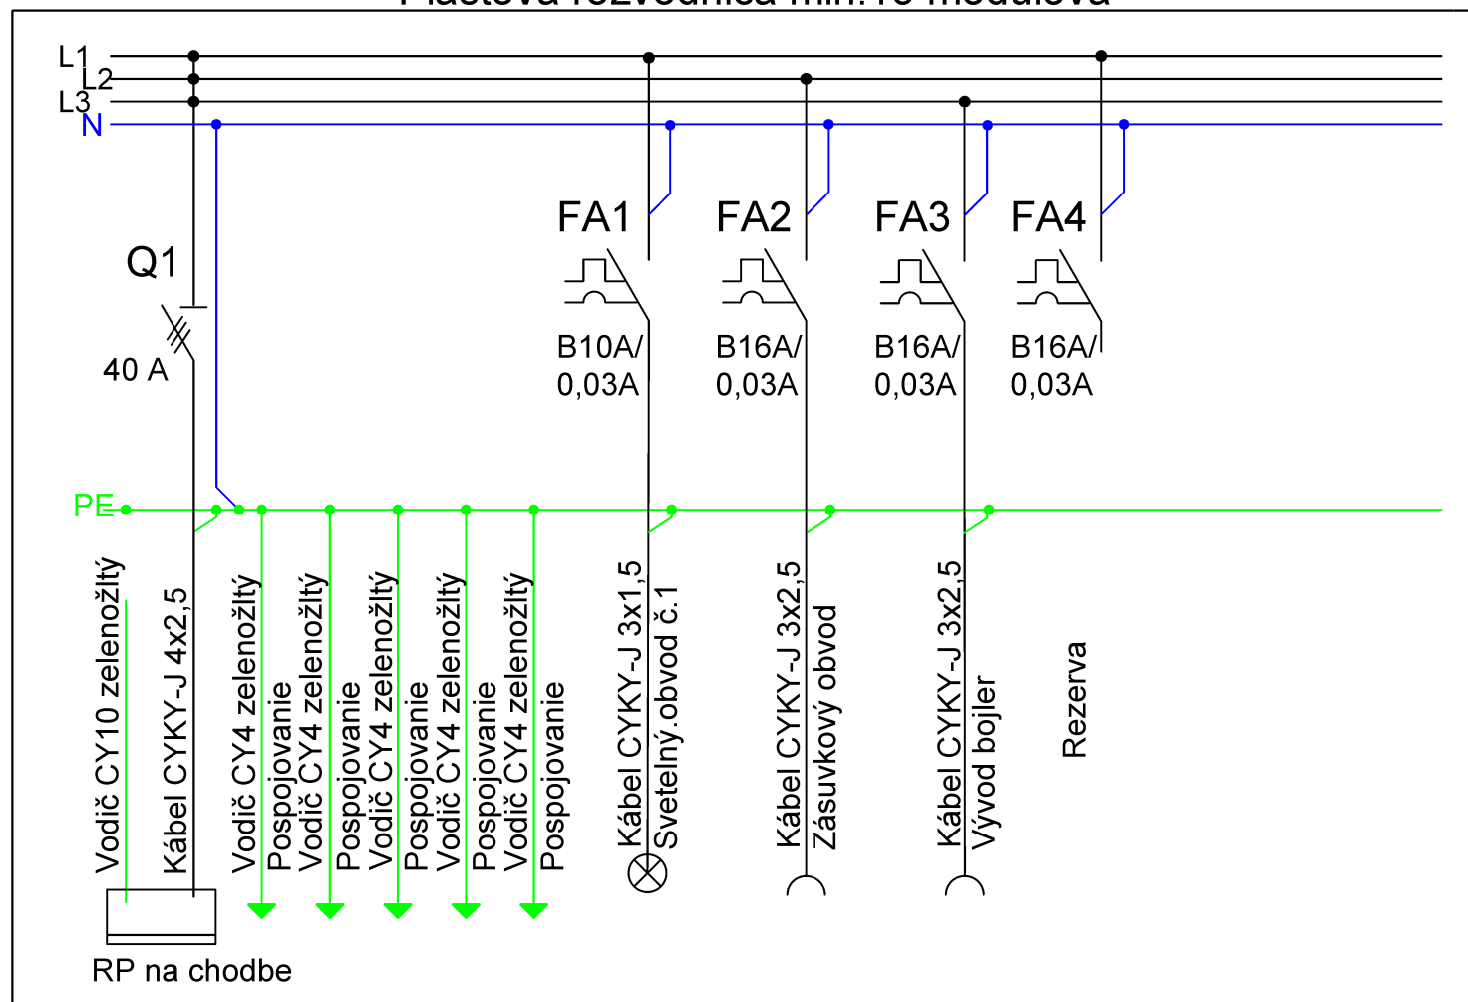 L1
L2
L3
N
Q1
40 A
FA1
B10A/
0,03A
FA2
B16A/
0,03A
FA3
B16A/
0,03A
FA4
B16A/
0,03A
PE
Vodič CY10 zelenožltý
Kábel CYKY-J 4x2,5
Vodič CY4 zelenožltý
Pospojovanie
Vodič CY4 zelenožltý
Pospojovanie
Vodič CY4 zelenožltý
Pospojovanie
Vodič CY4 zelenožltý
Pospojovanie
Vodič CY4 zelenožltý
Pospojovanie
Kábel CYKY-J 3x1,5
Svetelný.obvod č.1
Kábel CYKY-J 3x2,5
Zásuvkový obvod
Kábel CYKY-J 3x2,5
Vývod bojler
Rezerva
RP na chodbe